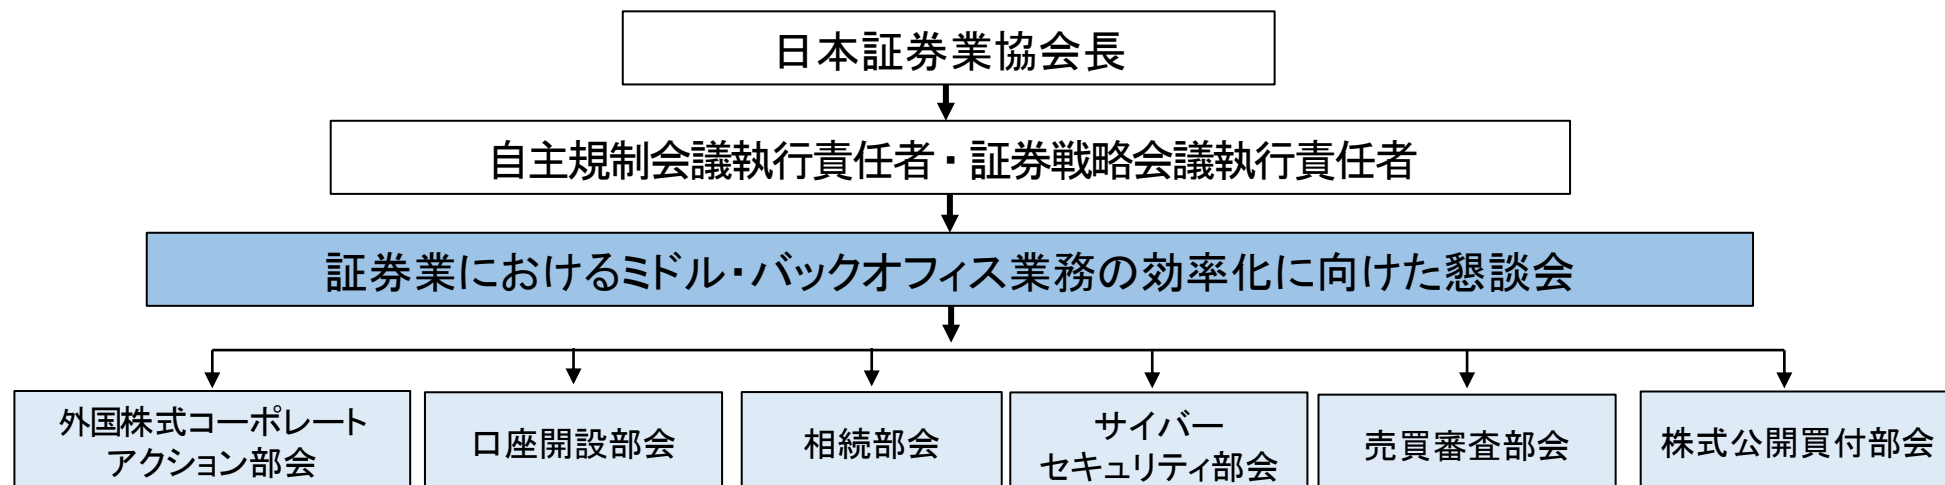 日本証券業協会長
自主規制会議執行責任者・証券戦略会議執行責任者
証券業におけるミドル・バックオフィス業務の効率化に向けた懇談会
外国株式コーポレート
アクション部会
口座開設部会
相続部会
サイバー
セキュリティ部会
売買審査部会
株式公開買付部会